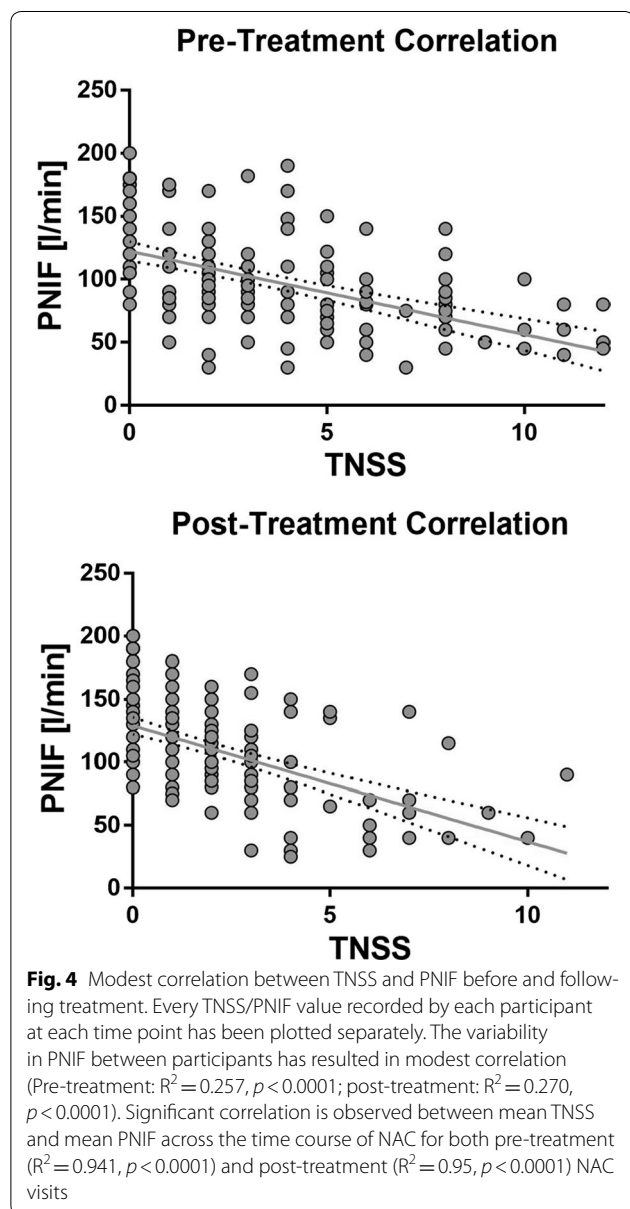 Pre-Treatment Correlation
250
200
150
100
50
0
PNIF [l/min]
0 5 10
TNSS
Post-Treatment Correlation
250
200
150
100
50
0
PNIF [l/min]
0 5 10
TNSS
Fig. 4 Modest correlation between TNSS and PNIF before and follow-
ing treatment. Every TNSS/PNIF value recorded by each participant
at each time point has been plotted separately. The variability
in PNIF between participants has resulted in modest correlation
(Pre-treatment: R² = 0.257, p < 0.0001; post-treatment: R² = 0.270,
p < 0.0001). Significant correlation is observed between mean TNSS
and mean PNIF across the time course of NAC for both pre-treatment
(R² = 0.941, p < 0.0001) and post-treatment (R² = 0.95, p < 0.0001) NAC
visits